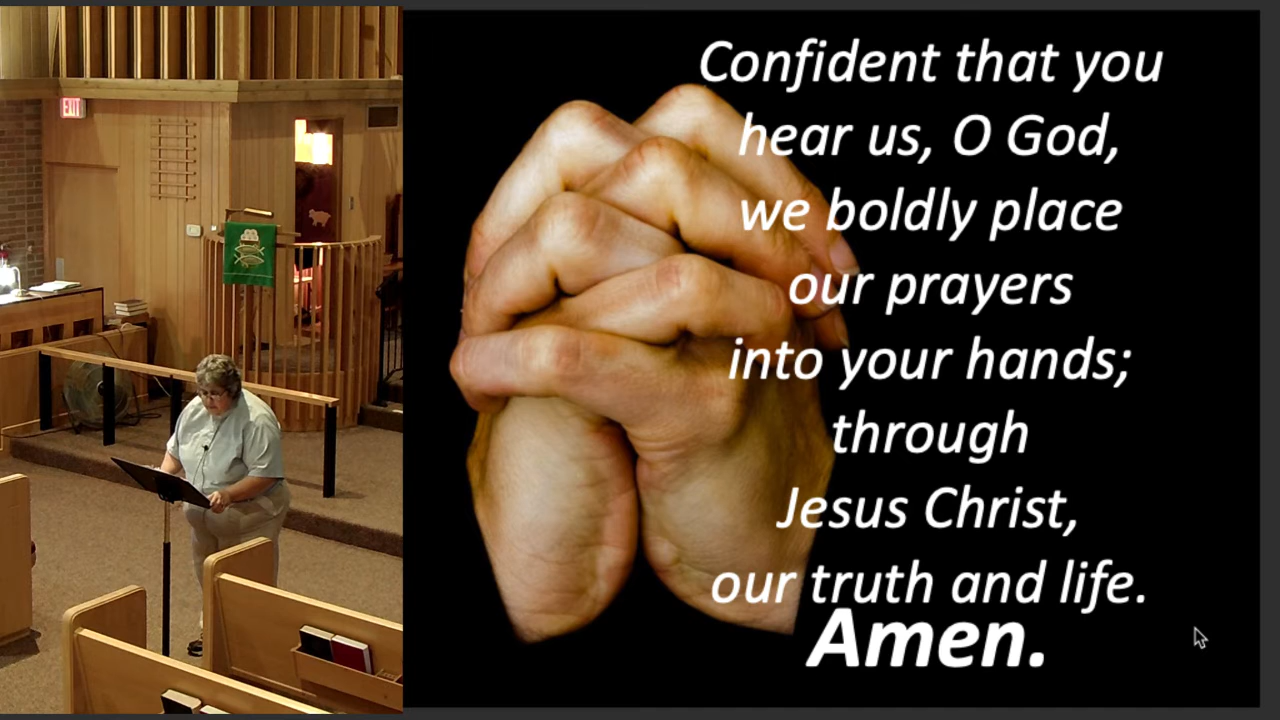 EXIT
Confident that you
hear us, O God,
we boldly place
our prayers
into your hands;
through
Jesus Christ,
our truth and life.
Amen.